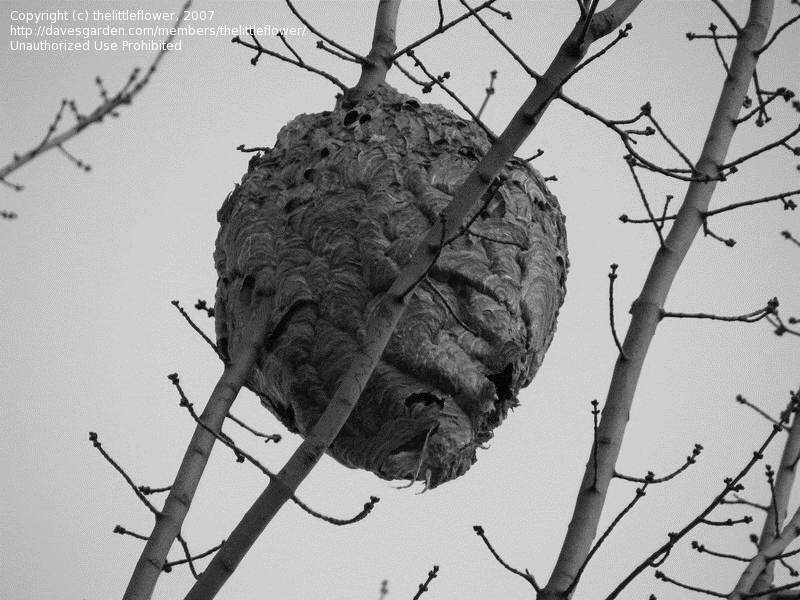 Copyright (c) thelittleflower, 2007
http://davesgarden.com/members/thelittleflower/
Unauthorized Use Prohibited